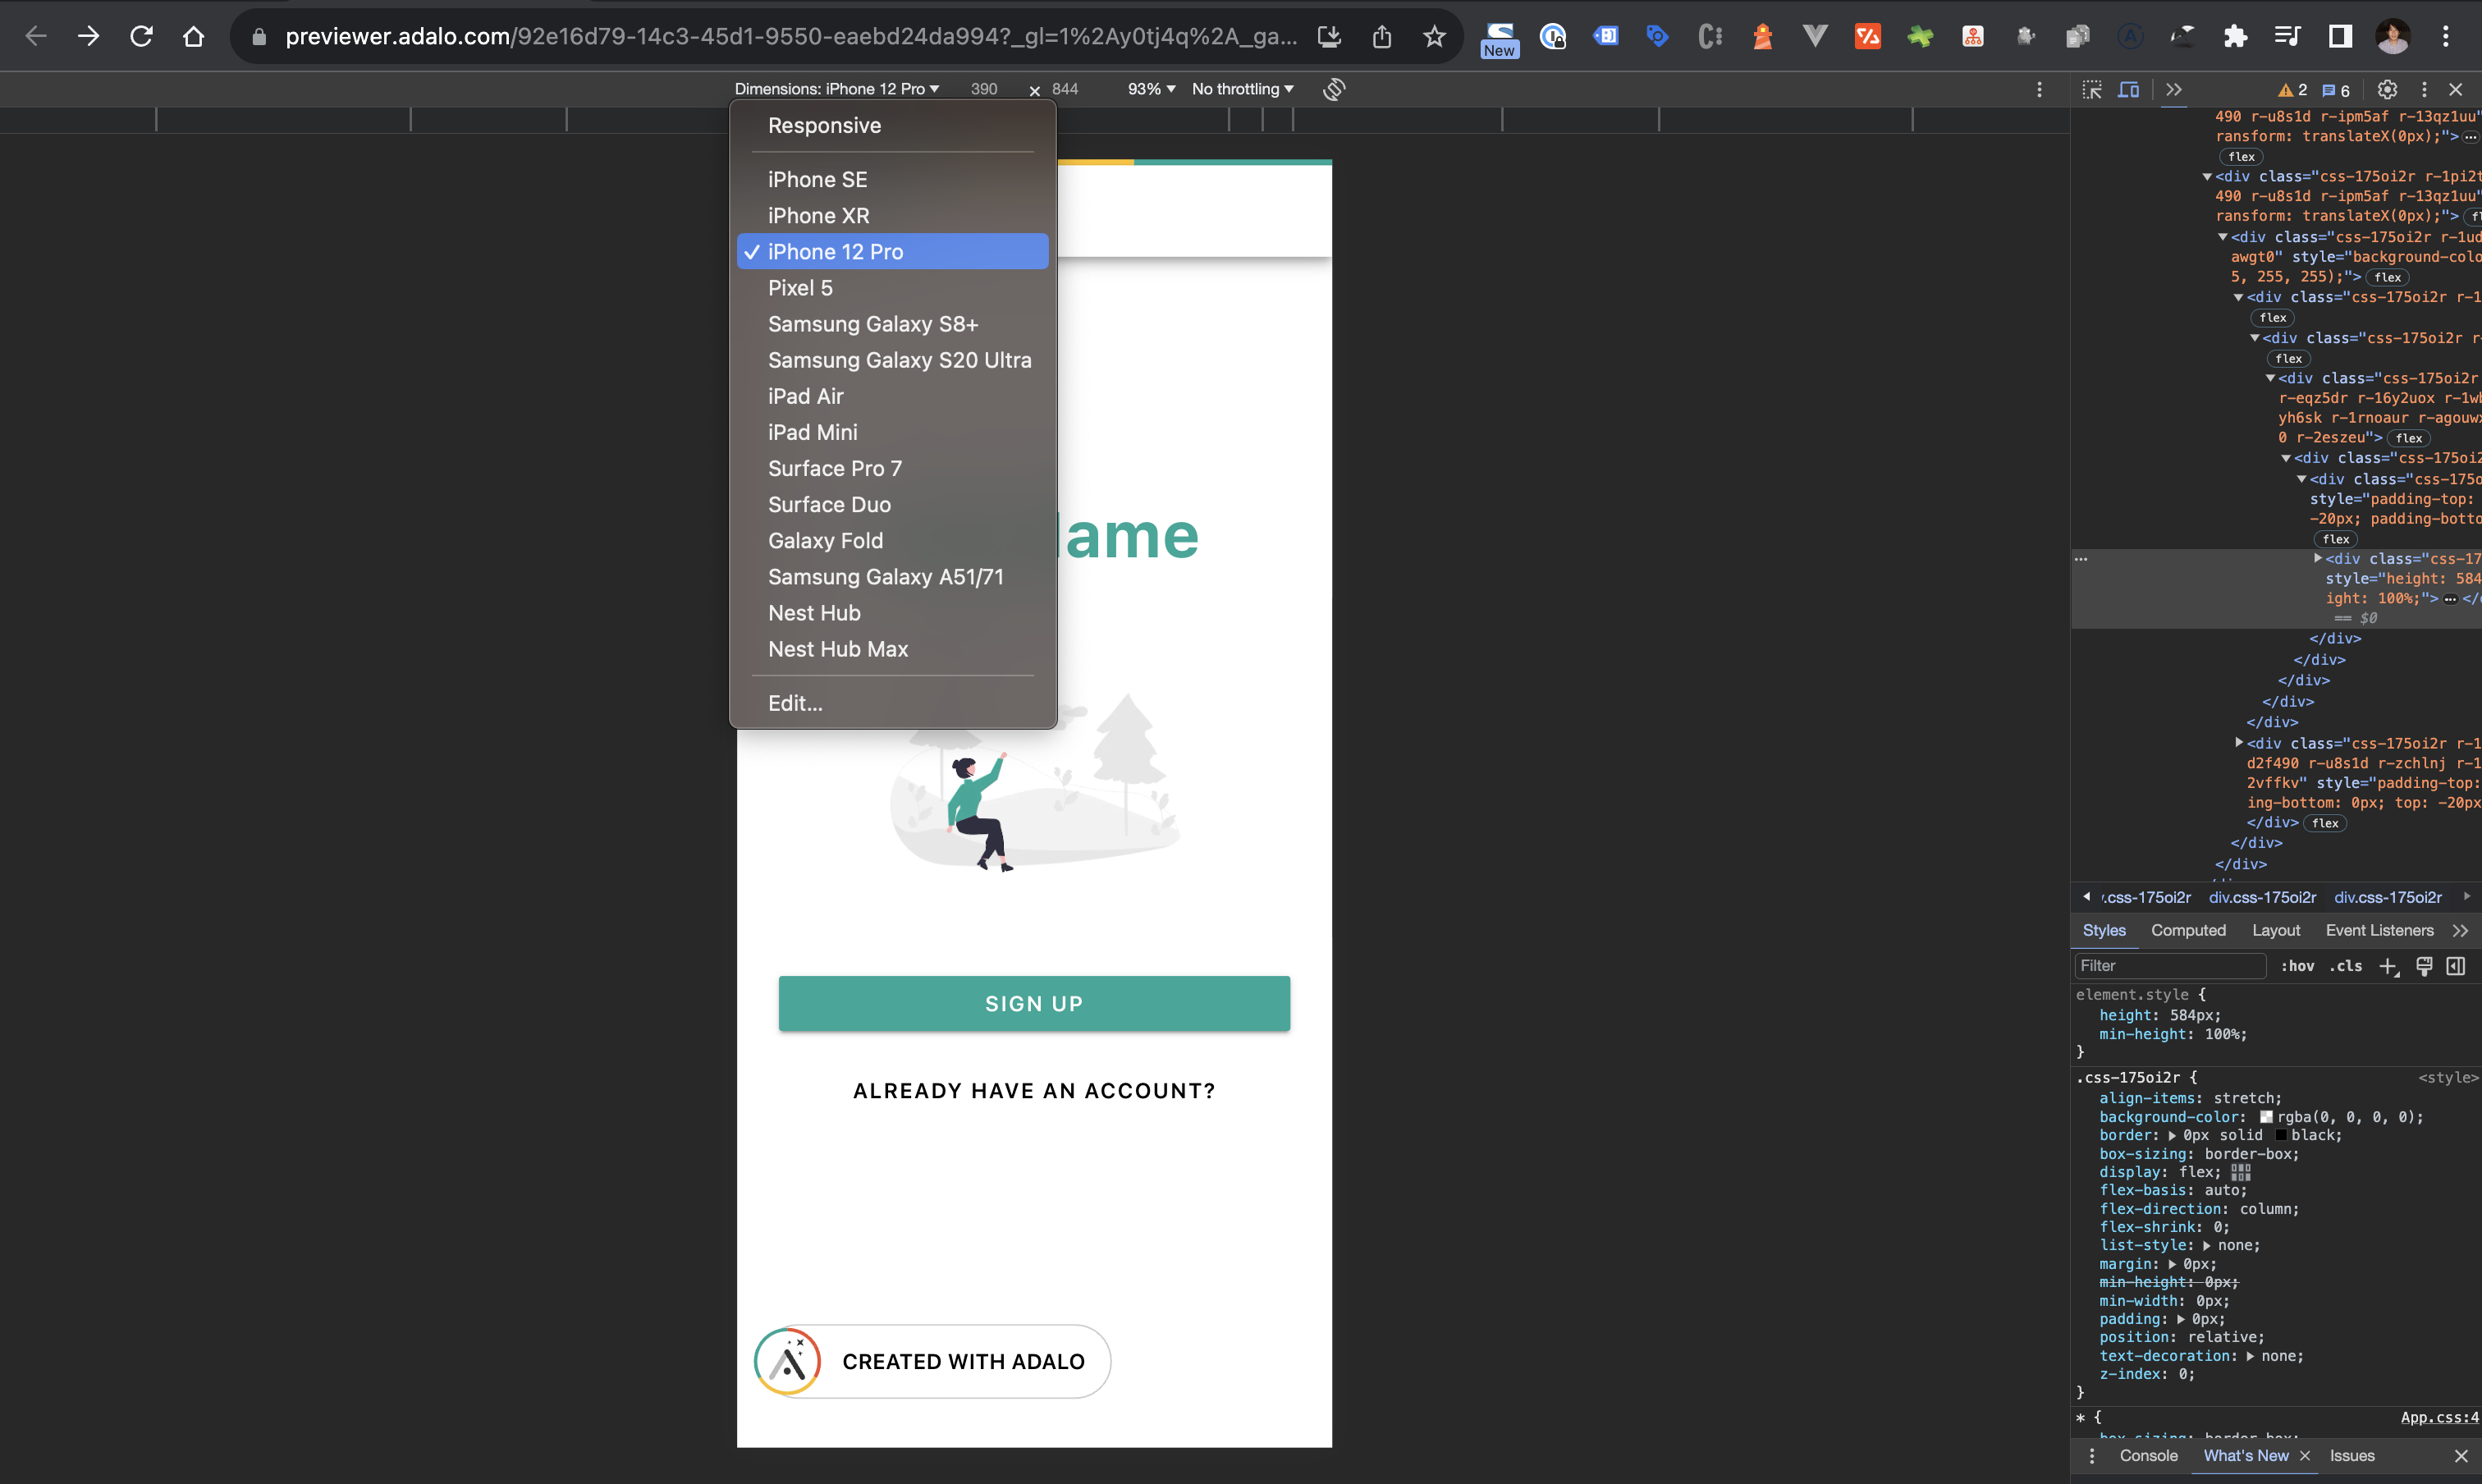 previewer.adalo.com/92e16d79-14c3-45d1-9550-eaebd24da994?_gl=1%2Ay0tj4q%2A_ga...
New
Dimensions: iPhone 12 Pro 390 × 844 93% No throttling
2 6
Responsive
iPhone SE
iPhone XR
✓ iPhone 12 Pro
Pixel 5
Samsung Galaxy S8+
Samsung Galaxy S20 Ultra
iPad Air
iPad Mini
Surface Pro 7
Surface Duo
Galaxy Fold
Samsung Galaxy A51/71
Nest Hub
Nest Hub Max
Edit...
ame
SIGN UP
ALREADY HAVE AN ACCOUNT?
CREATED WITH ADALO
490 r-u8s1d r-ipm5af r-13qz1uu"
ransform: translateX(0px);">…
flex
<div class="css-175oi2r r-1pi2t
490 r-u8s1d r-ipm5af r-13qz1uu"
ransform: translateX(0px);"> fl
<div class="css-175oi2r r-1ud
awgt0" style="background-colo
5, 255, 255);"> flex
<div class="css-175oi2r r-1
flex
<div class="css-175oi2r r-
flex
<div class="css-175oi2r
r-eqz5dr r-16y2uox r-1wb
yh6sk r-1rnoaur r-agouwx
0 r-2eszeu"> flex
<div class="css-175oi2
<div class="css-175o
style="padding-top:
-20px; padding-botto
flex
<div class="css-17
style="height: 584
ight: 100%;">…</
== $0
</div>
</div>
</div>
</div>
</div>
<div class="css-175oi2r r-1
d2f490 r-u8s1d r-zchlnj r-1
2vffkv" style="padding-top:
ing-bottom: 0px; top: -20px
</div> flex
</div>
</div>
.css-175oi2r div.css-175oi2r div.css-175oi2r
Styles Computed Layout Event Listeners
Filter :hov .cls
element.style {
height: 584px;
min-height: 100%;
}
.css-175oi2r { <style>
align-items: stretch;
background-color: rgba(0, 0, 0, 0);
border: 0px solid black;
box-sizing: border-box;
display: flex;
flex-basis: auto;
flex-direction: column;
flex-shrink: 0;
list-style: none;
margin: 0px;
min-height: 0px;
min-width: 0px;
padding: 0px;
position: relative;
text-decoration: none;
z-index: 0;
}
* { App.css:4
box-sizing: border-box;
Console What's New Issues